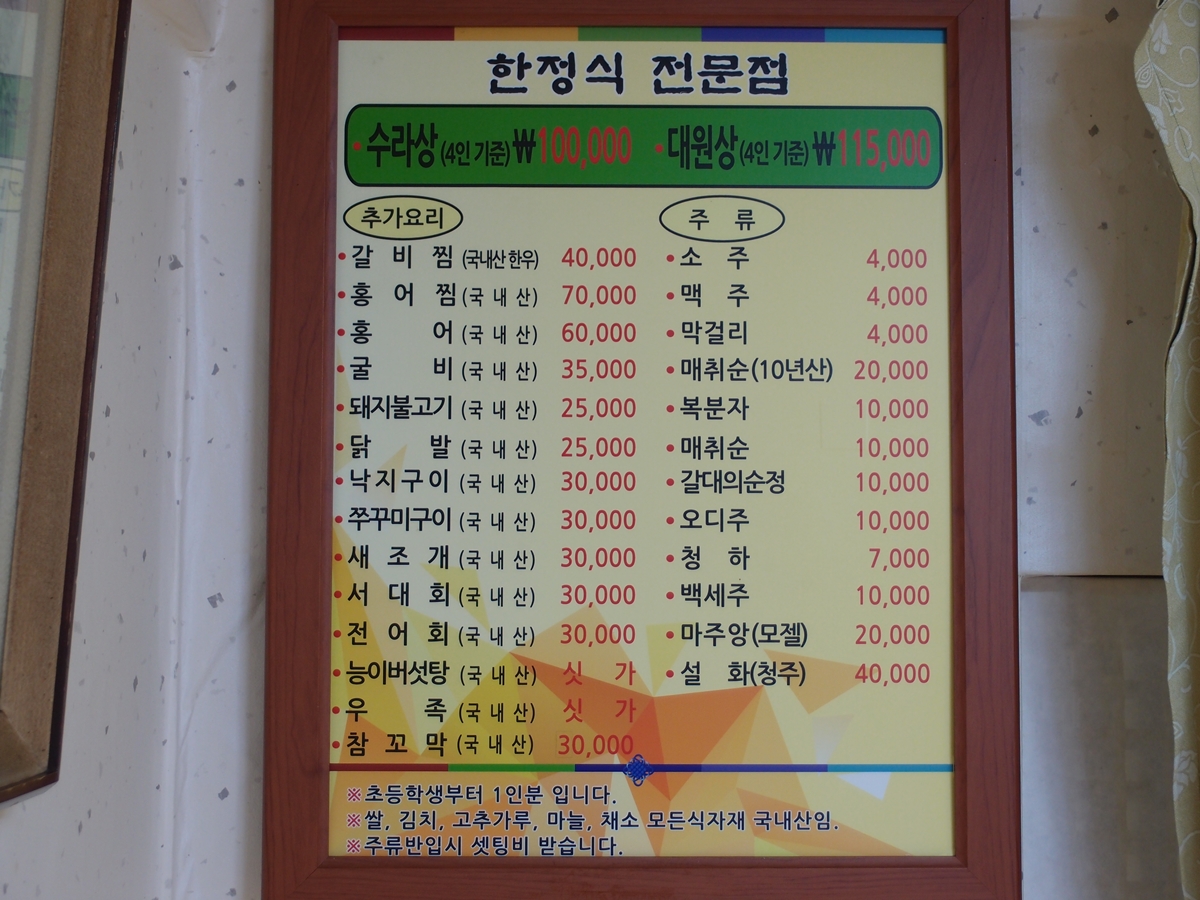 한정식 전문점
•수라상(4인 기준)₩100,000 •대원상(4인 기준)₩115,000
추가요리
•갈 비 찜 (국내산한우) 40,000
•홍 어 찜 (국 내 산) 70,000
•홍 어 (국 내 산) 60,000
•굴 비 (국 내 산) 35,000
•돼지불고기 (국 내 산) 25,000
•닭 발 (국 내 산) 25,000
•낙지구이 (국 내 산) 30,000
•쭈꾸미구이 (국 내 산) 30,000
•새 조 개 (국 내 산) 30,000
•서 대 회 (국 내 산) 30,000
•전 어 회 (국 내 산) 30,000
•능이버섯탕 (국 내 산) 싯 가
•우 족 (국 내 산) 싯 가
•참 꼬 막 (국 내 산) 30,000
주 류
•소 주 4,000
•맥 주 4,000
•막걸리 4,000
•매취순(10년산) 20,000
•복분자 10,000
•매취순 10,000
•갈대의순정 10,000
•오디주 10,000
•청 하 7,000
•백세주 10,000
•마주앙(모젤) 20,000
•설 화(청주) 40,000
※초등학생부터 1인분 입니다.
※쌀, 김치, 고추가루, 마늘, 채소 모든식자재 국내산임.
※주류반입시 셋팅비 받습니다.